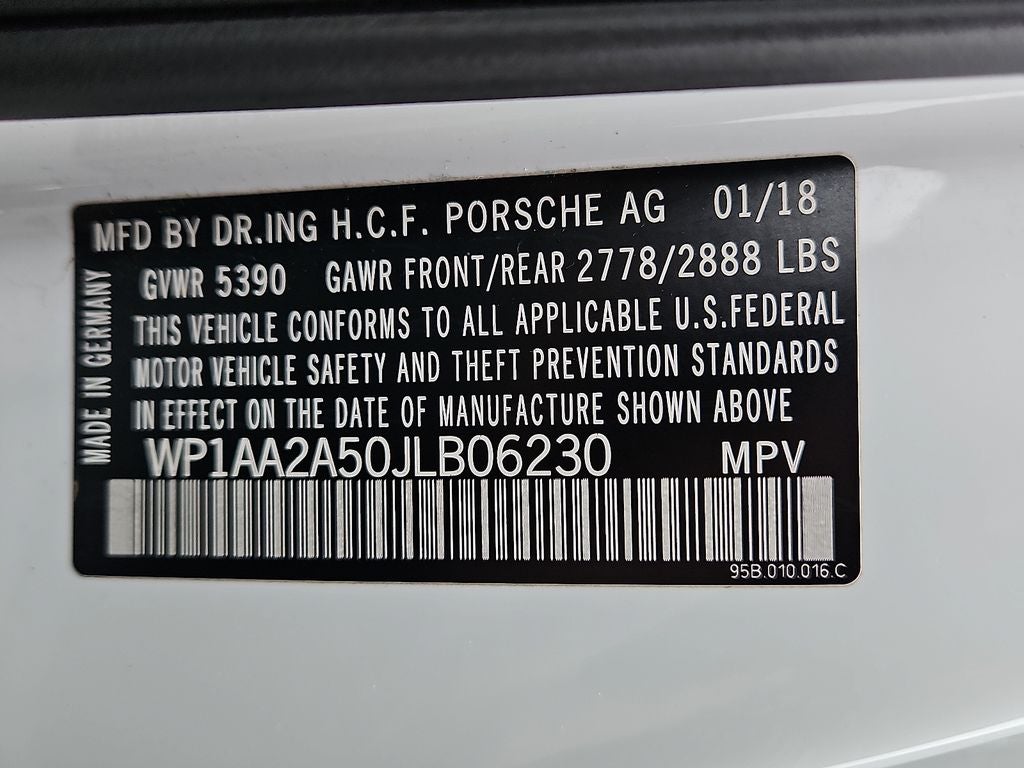 MFD BY DR.ING H.C.F. PORSCHE AG 01/18
GVWR 5390 GAWR FRONT/REAR 2778/2888 LBS
THIS VEHICLE CONFORMS TO ALL APPLICABLE U.S.FEDERAL
MOTOR VEHICLE SAFETY AND THEFT PREVENTION STANDARDS
IN EFFECT ON THE DATE OF MANUFACTURE SHOWN ABOVE
MADE IN GERMANY
WP1AA2A50JLB06230 MPV
95B.010.016.C